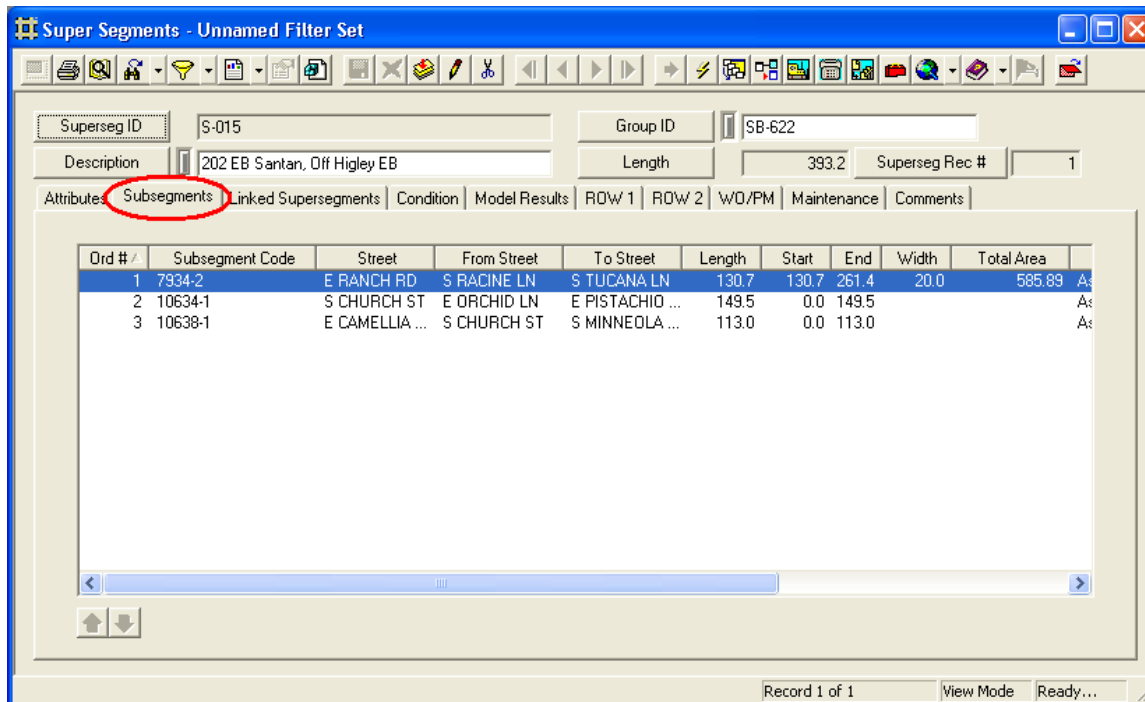 Super Segments - Unnamed Filter Set
Superseg ID S-015 Group ID SB-622
Description 202 EB Santan, Off Higley EB Length 393.2 Superseg Rec # 1
Attributes Subsegments Linked Supersegments Condition Model Results ROW 1 ROW 2 WO/PM Maintenance Comments
Ord # Subsegment Code Street From Street To Street Length Start End Width Total Area
1 7934-2 E RANCH RD S RACINE LN S TUCANA LN 130.7 130.7 261.4 20.0 585.89 As
2 10634-1 S CHURCH ST E ORCHID LN E PISTACHIO ... 149.5 0.0 149.5 As
3 10638-1 E CAMELLIA ... S CHURCH ST S MINNEOLA ... 113.0 0.0 113.0 As
Record 1 of 1 View Mode Ready...